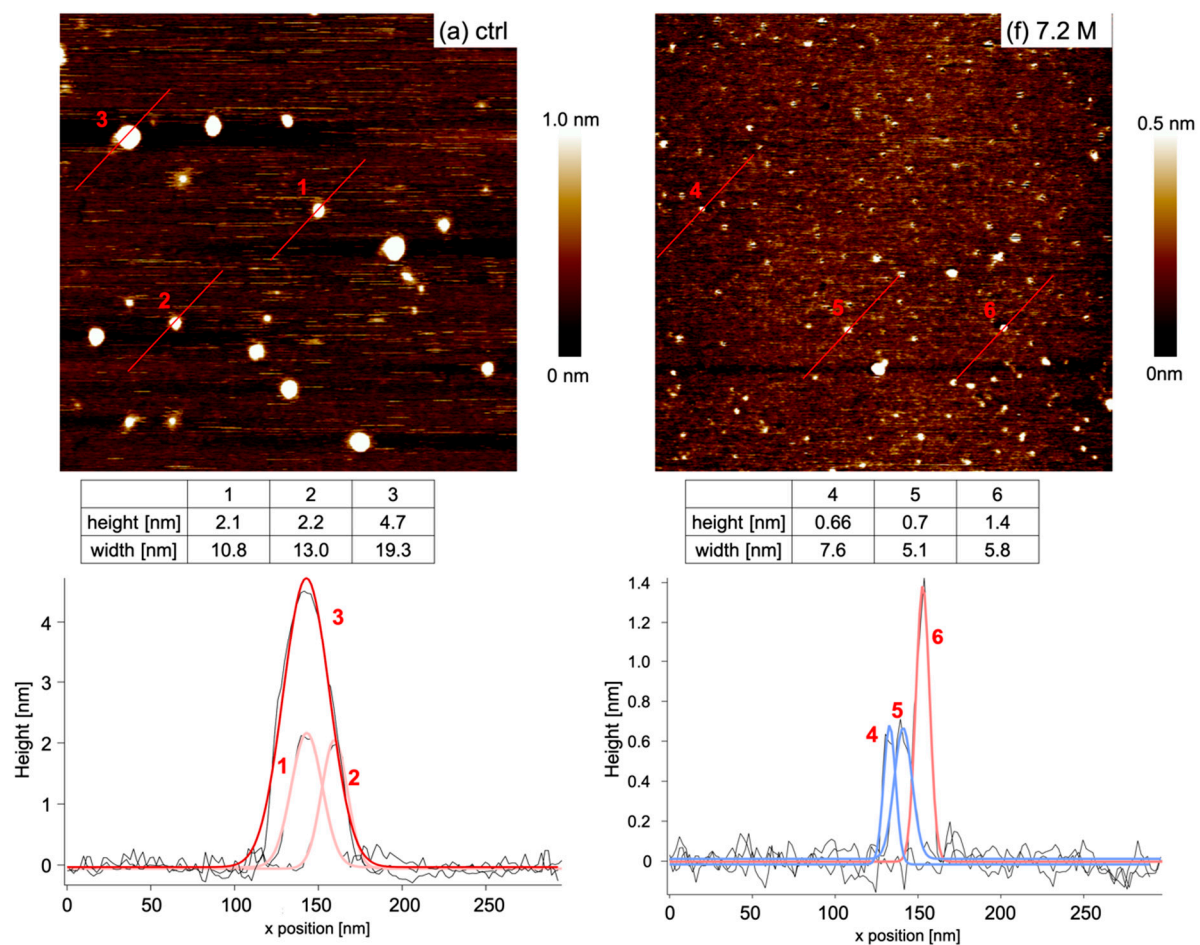 (a) ctrl
3
1
2
1.0 nm
0 nm
(f) 7.2 M
4
5
6
0.5 nm
0nm
1 2 3
height [nm] 2.1 2.2 4.7
width [nm] 10.8 13.0 19.3
4 5 6
height [nm] 0.66 0.7 1.4
width [nm] 7.6 5.1 5.8
Height [nm]
4
3
2
1
0
3
1
2
0 50 100 150 200 250
x position [nm]
Height [nm]
1.4
1.2
1.0
0.8
0.6
0.4
0.2
0
6
5
4
0 50 100 150 200 250
x position [nm]